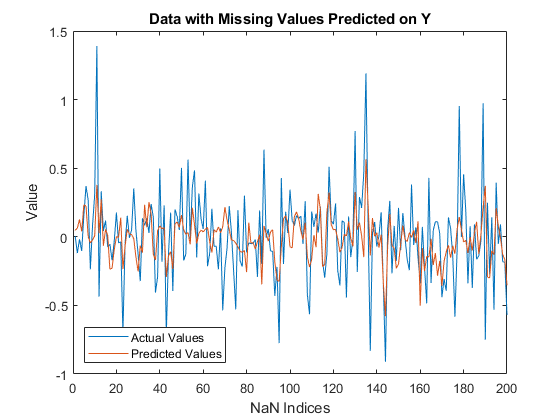 Data with Missing Values Predicted on Y
1.5
1
0.5
0
-0.5
-1
Value
Actual Values
Predicted Values
0 20 40 60 80 100 120 140 160 180 200
NaN Indices